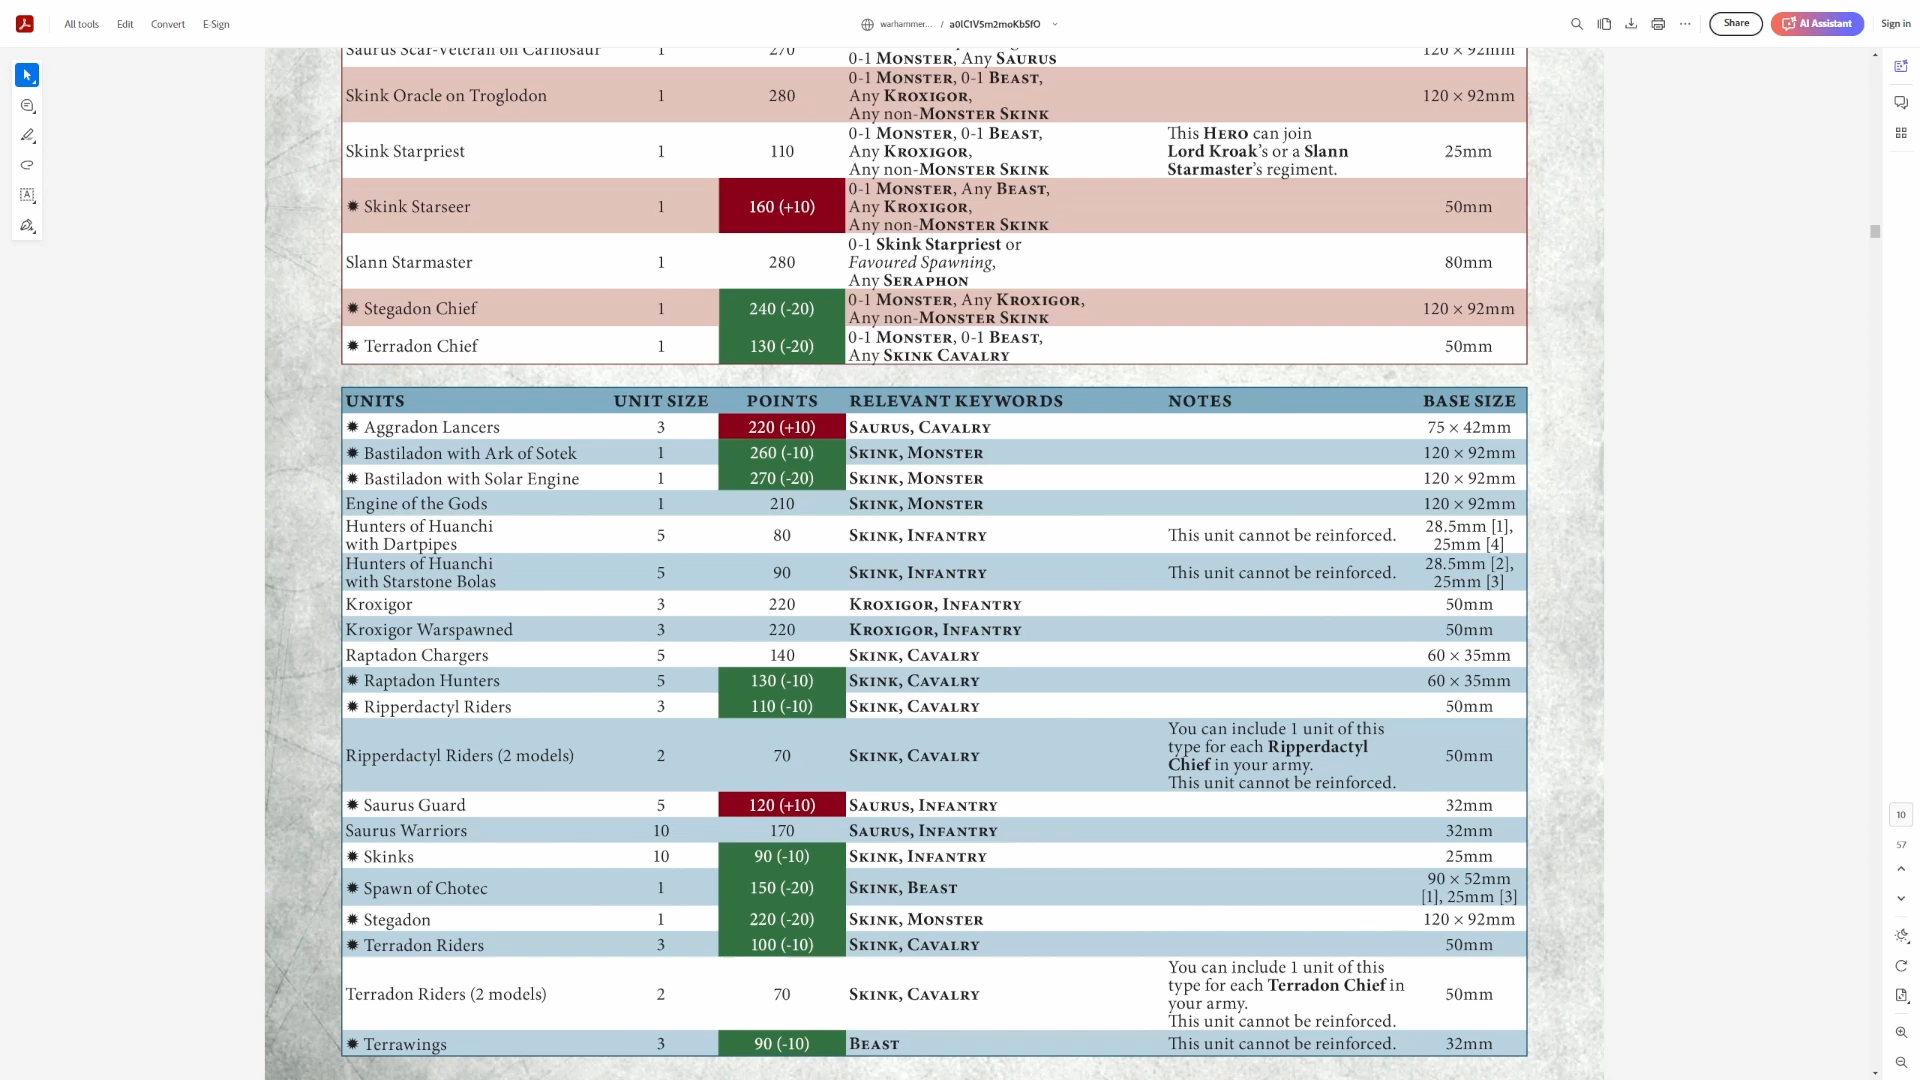 All tools Edit Convert E-Sign warhammer... / a0lC1V5m2moKbSfO Share AI Assistant Sign in
Saurus Scar-Veteran on Carnosaur 1 270 120 × 92mm
0-1 MONSTER, Any SAURUS
Skink Oracle on Troglodon 1 280 0-1 MONSTER, 0-1 BEAST, 120 × 92mm
Any KROXIGOR,
Any non-MONSTER SKINK
Skink Starpriest 1 110 0-1 MONSTER, 0-1 BEAST, This HERO can join 25mm
Any KROXIGOR, Lord Kroak's or a Slann
Any non-MONSTER SKINK Starmaster's regiment.
✹ Skink Starseer 1 160 (+10) 0-1 MONSTER, Any BEAST, 50mm
Any KROXIGOR,
Any non-MONSTER SKINK
Slann Starmaster 1 280 0-1 Skink Starpriest or 80mm
Favoured Spawning,
Any SERAPHON
✹ Stegadon Chief 1 240 (-20) 0-1 MONSTER, Any KROXIGOR, 120 × 92mm
Any non-MONSTER SKINK
✹ Terradon Chief 1 130 (-20) 0-1 MONSTER, 0-1 BEAST, 50mm
Any SKINK CAVALRY
UNITS UNIT SIZE POINTS RELEVANT KEYWORDS NOTES BASE SIZE
✹ Aggradon Lancers 3 220 (+10) SAURUS, CAVALRY 75 × 42mm
✹ Bastiladon with Ark of Sotek 1 260 (-10) SKINK, MONSTER 120 × 92mm
✹ Bastiladon with Solar Engine 1 270 (-20) SKINK, MONSTER 120 × 92mm
Engine of the Gods 1 210 SKINK, MONSTER 120 × 92mm
Hunters of Huanchi 5 80 SKINK, INFANTRY This unit cannot be reinforced. 28.5mm [1],
with Dartpipes 25mm [4]
Hunters of Huanchi 5 90 SKINK, INFANTRY This unit cannot be reinforced. 28.5mm [2],
with Starstone Bolas 25mm [3]
Kroxigor 3 220 KROXIGOR, INFANTRY 50mm
Kroxigor Warspawned 3 220 KROXIGOR, INFANTRY 50mm
Raptadon Chargers 5 140 SKINK, CAVALRY 60 × 35mm
✹ Raptadon Hunters 5 130 (-10) SKINK, CAVALRY 60 × 35mm
✹ Ripperdactyl Riders 3 110 (-10) SKINK, CAVALRY 50mm
Ripperdactyl Riders (2 models) 2 70 SKINK, CAVALRY You can include 1 unit of this 50mm
type for each Ripperdactyl
Chief in your army.
This unit cannot be reinforced.
✹ Saurus Guard 5 120 (+10) SAURUS, INFANTRY 32mm
Saurus Warriors 10 170 SAURUS, INFANTRY 32mm
✹ Skinks 10 90 (-10) SKINK, INFANTRY 25mm
✹ Spawn of Chotec 1 150 (-20) SKINK, BEAST 90 × 52mm
[1], 25mm [3]
✹ Stegadon 1 220 (-20) SKINK, MONSTER 120 × 92mm
✹ Terradon Riders 3 100 (-10) SKINK, CAVALRY 50mm
Terradon Riders (2 models) 2 70 SKINK, CAVALRY You can include 1 unit of this 50mm
type for each Terradon Chief in
your army.
This unit cannot be reinforced.
✹ Terrawings 3 90 (-10) BEAST This unit cannot be reinforced. 32mm
10
57